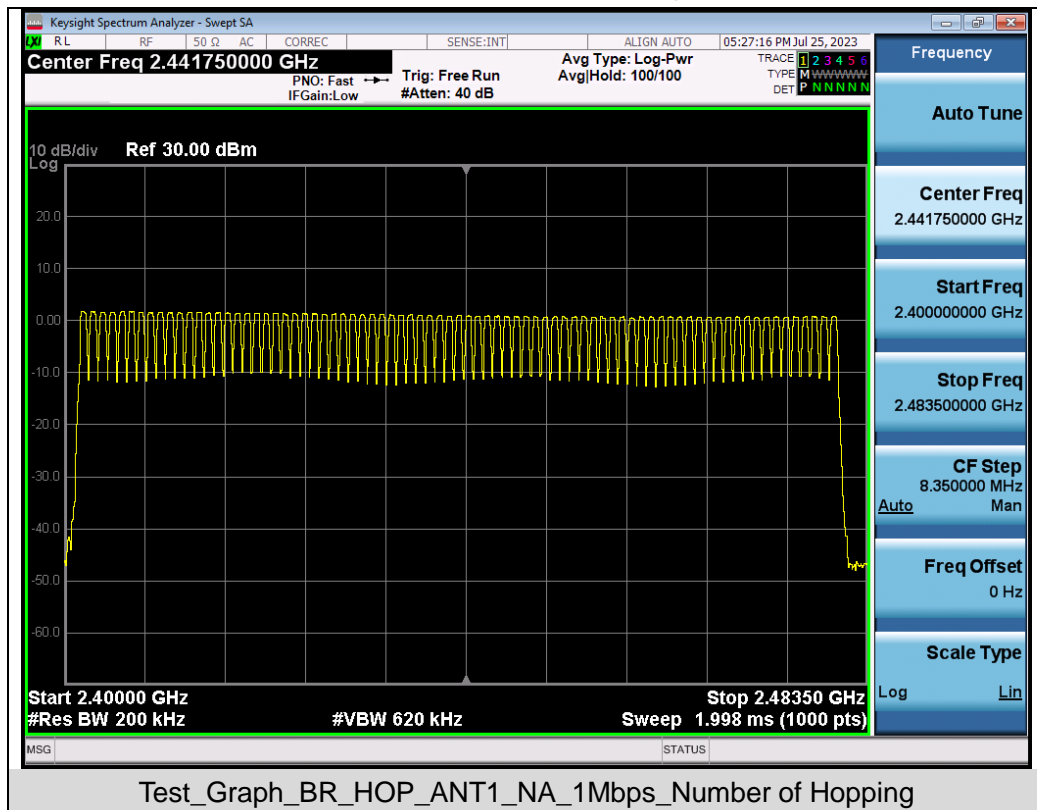 Keysight Spectrum Analyzer - Swept SA
LXI RL RF 50 Ω AC CORREC SENSE:INT ALIGN AUTO 05:27:16 PM Jul 25, 2023
Center Freq 2.441750000 GHz
PNO: Fast
IFGain:Low
Trig: Free Run
#Atten: 40 dB
Avg Type: Log-Pwr
Avg|Hold: 100/100
TRACE 1 2 3 4 5 6
TYPE M WWWWW
DET P N N N N N
10 dB/div Ref 30.00 dBm
Log
20.0
10.0
0.00
-10.0
-20.0
-30.0
-40.0
-50.0
-60.0
Start 2.40000 GHz Stop 2.48350 GHz
#Res BW 200 kHz #VBW 620 kHz Sweep 1.998 ms (1000 pts)
MSG STATUS
Frequency
Auto Tune
Center Freq
2.441750000 GHz
Start Freq
2.400000000 GHz
Stop Freq
2.483500000 GHz
CF Step
8.350000 MHz
Auto Man
Freq Offset
0 Hz
Scale Type
Log Lin
Test_Graph_BR_HOP_ANT1_NA_1Mbps_Number of Hopping